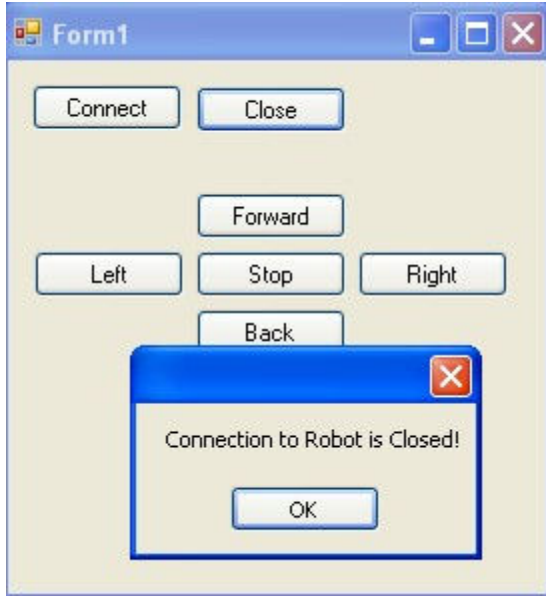 Form1
Connect Close
Forward
Left Stop Right
Back
Connection to Robot is Closed!
OK